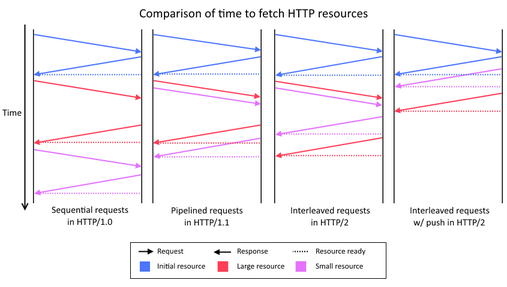 Comparison of time to fetch HTTP resources
Time
Sequential requests
in HTTP/1.0
Pipelined requests
in HTTP/1.1
Interleaved requests
in HTTP/2
Interleaved requests
w/ push in HTTP/2
Request
Response
Resource ready
Initial resource
Large resource
Small resource